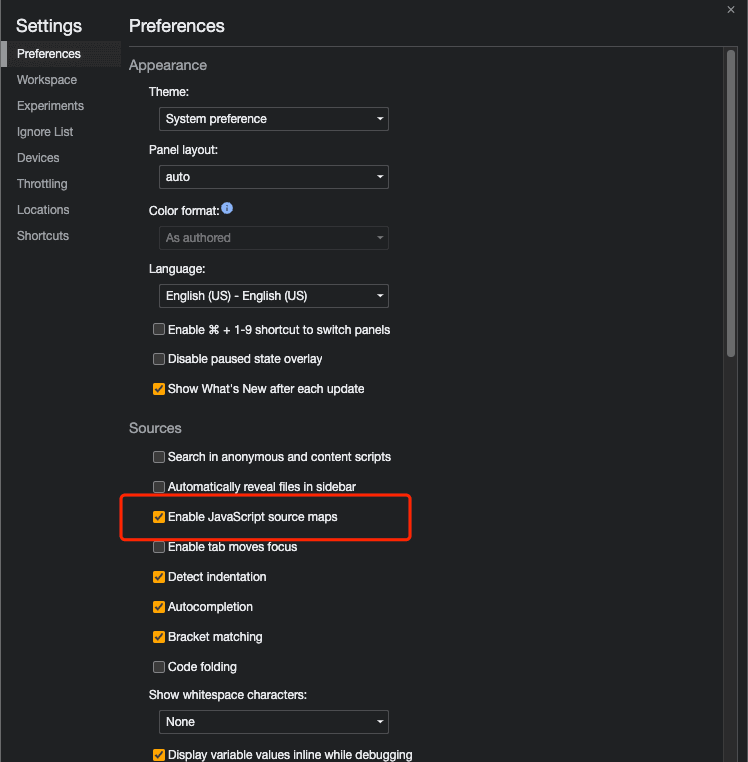 Settings
Preferences
Workspace
Experiments
Ignore List
Devices
Throttling
Locations
Shortcuts
Preferences
Appearance
Theme:
System preference
Panel layout:
auto
Color format:
As authored
Language:
English (US) - English (US)
Enable ⌘ + 1-9 shortcut to switch panels
Disable paused state overlay
Show What's New after each update
Sources
Search in anonymous and content scripts
Automatically reveal files in sidebar
Enable JavaScript source maps
Enable tab moves focus
Detect indentation
Autocompletion
Bracket matching
Code folding
Show whitespace characters:
None
Display variable values inline while debugging